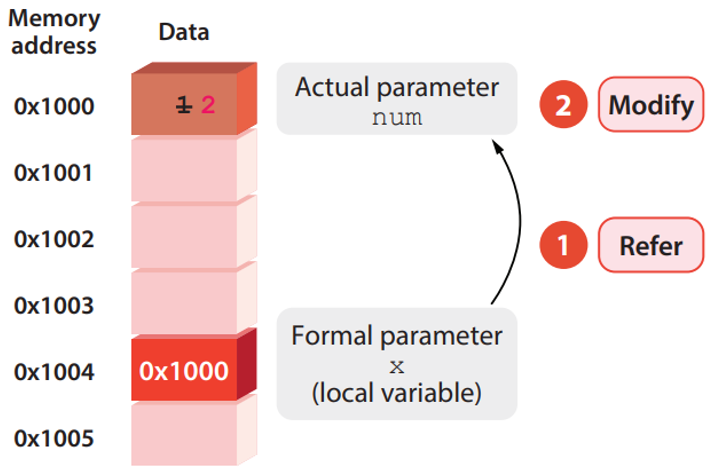 Memory
address
Data
0x1000
1 2
Actual parameter
num
2
Modify
0x1001
0x1002
1
Refer
0x1003
0x1004
0x1000
Formal parameter
x
(local variable)
0x1005